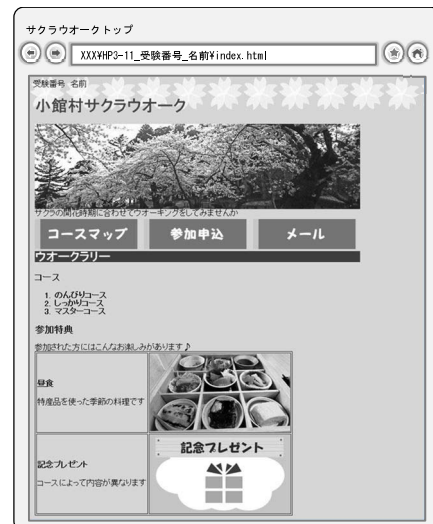 サクラウオークトップ
XXX¥HP3-11_受験番号_名前¥index.html
受験番号 名前
小館村サクラウオーク
サクラの開花時期に合わせてウオーキングをしてみませんか
コースマップ 参加申込 メール
ウオークラリー
コース
1. のんびりコース
2. しっかりコース
3. マスターコース
参加特典
参加された方にはこんなお楽しみがあります♪
昼食
特産品を使った季節の料理です
記念プレゼント
記念プレゼント
コースによって内容が異なります